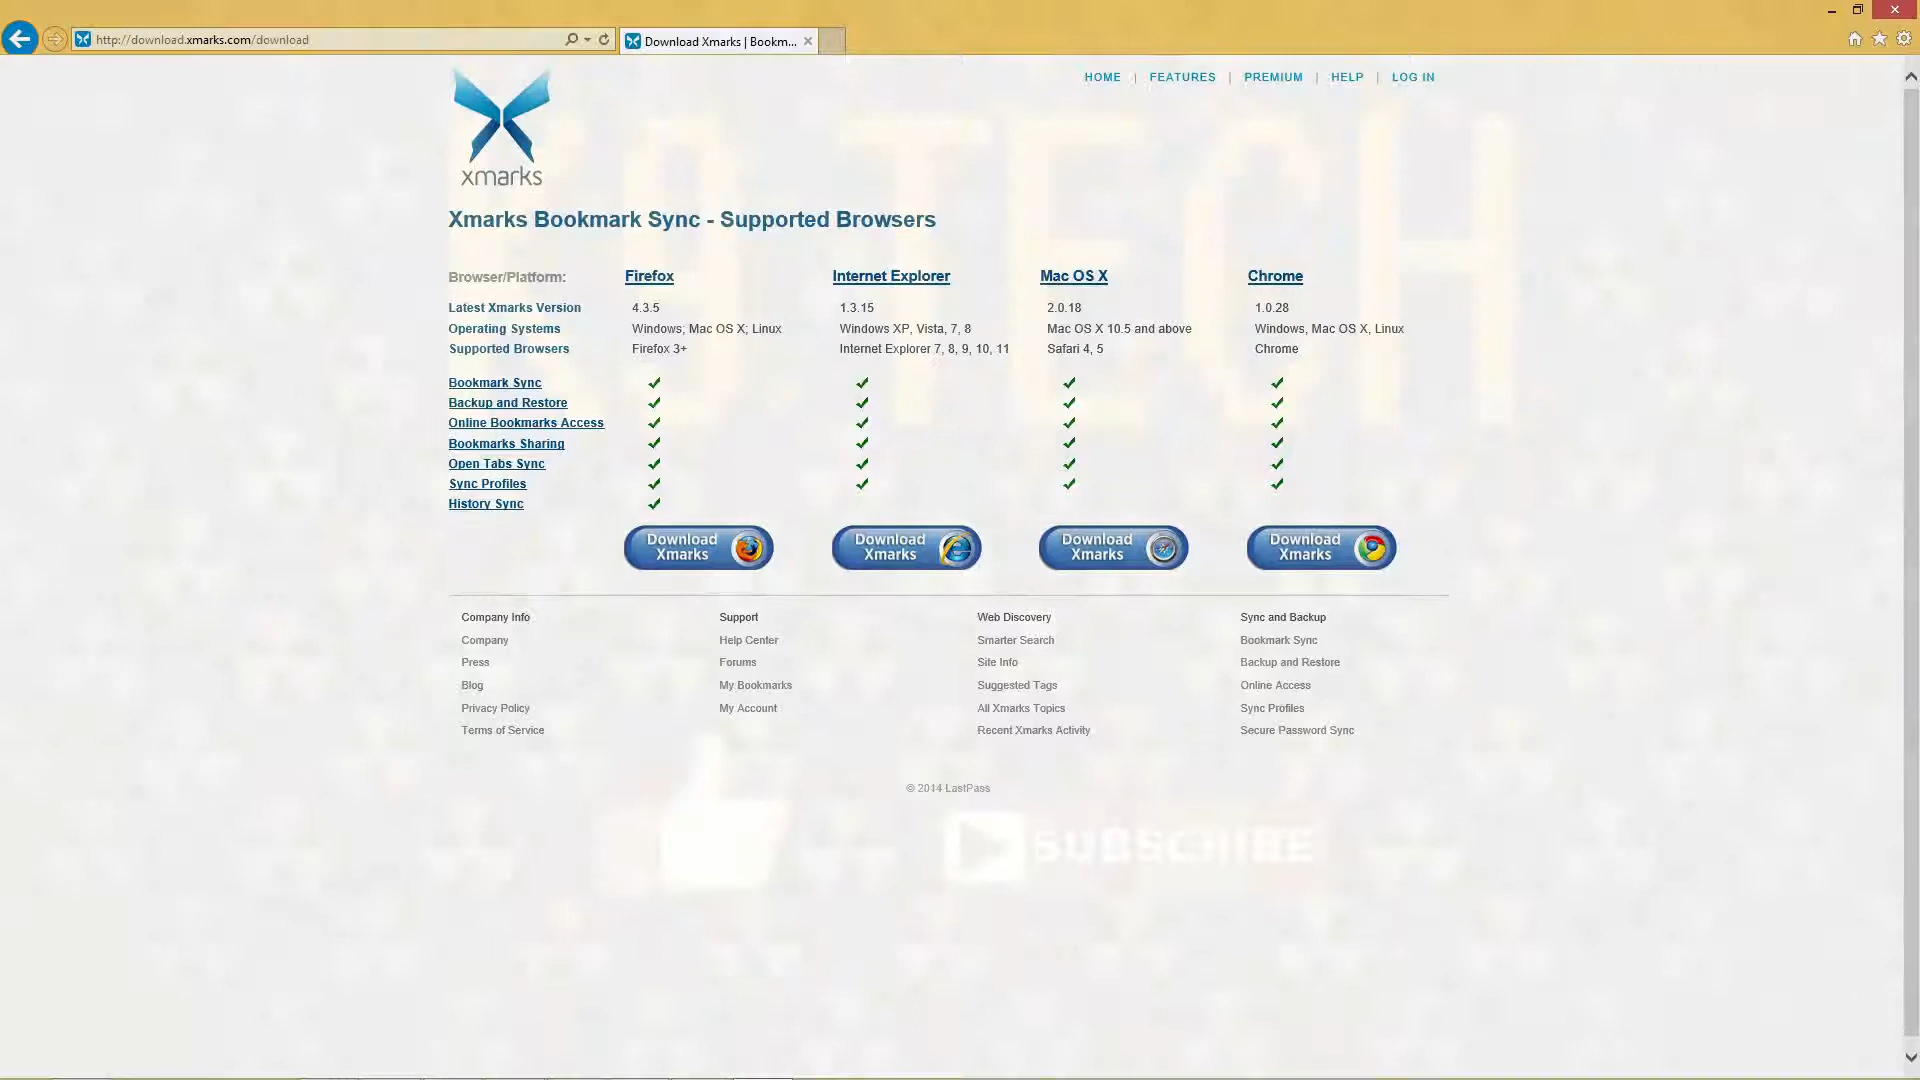 http://download.xmarks.com/download
Download Xmarks | Bookm...
HOME | FEATURES | PREMIUM | HELP | LOG IN
xmarks
Xmarks Bookmark Sync - Supported Browsers
Browser/Platform: Firefox Internet Explorer Mac OS X Chrome
Latest Xmarks Version 4.3.5 1.3.15 2.0.18 1.0.28
Operating Systems Windows; Mac OS X; Linux Windows XP, Vista, 7, 8 Mac OS X 10.5 and above Windows, Mac OS X, Linux
Supported Browsers Firefox 3+ Internet Explorer 7, 8, 9, 10, 11 Safari 4, 5 Chrome
Bookmark Sync
Backup and Restore
Online Bookmarks Access
Bookmarks Sharing
Open Tabs Sync
Sync Profiles
History Sync
Download Xmarks
Download Xmarks
Download Xmarks
Download Xmarks
Company Info Support Web Discovery Sync and Backup
Company Help Center Smarter Search Bookmark Sync
Press Forums Site Info Backup and Restore
Blog My Bookmarks Suggested Tags Online Access
Privacy Policy My Account All Xmarks Topics Sync Profiles
Terms of Service Recent Xmarks Activity Secure Password Sync
© 2014 LastPass
TECH
SUBSCRIBE